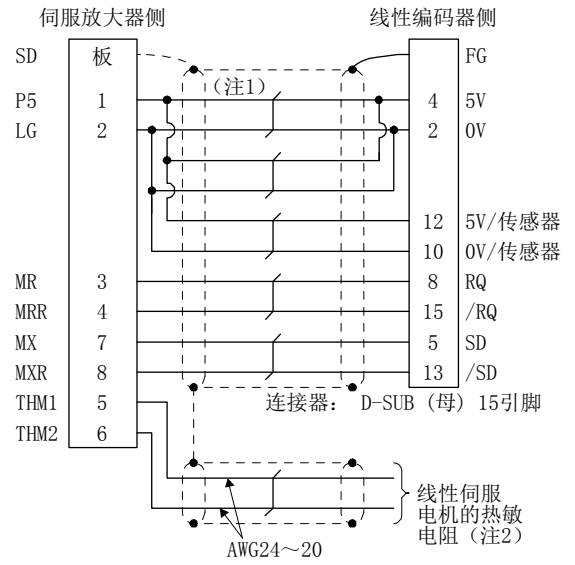 伺服放大器侧 线性编码器侧
SD 板 FG
(注1)
P5 1 4 5V
LG 2 2 0V
12 5V/传感器
10 0V/传感器
MR 3 8 RQ
MRR 4 15 /RQ
MX 7 5 SD
MXR 8 13 /SD
THM1 5 连接器: D-SUB (母) 15引脚
THM2 6
线性伺服
电机的热敏
电阻(注2)
AWG24～20